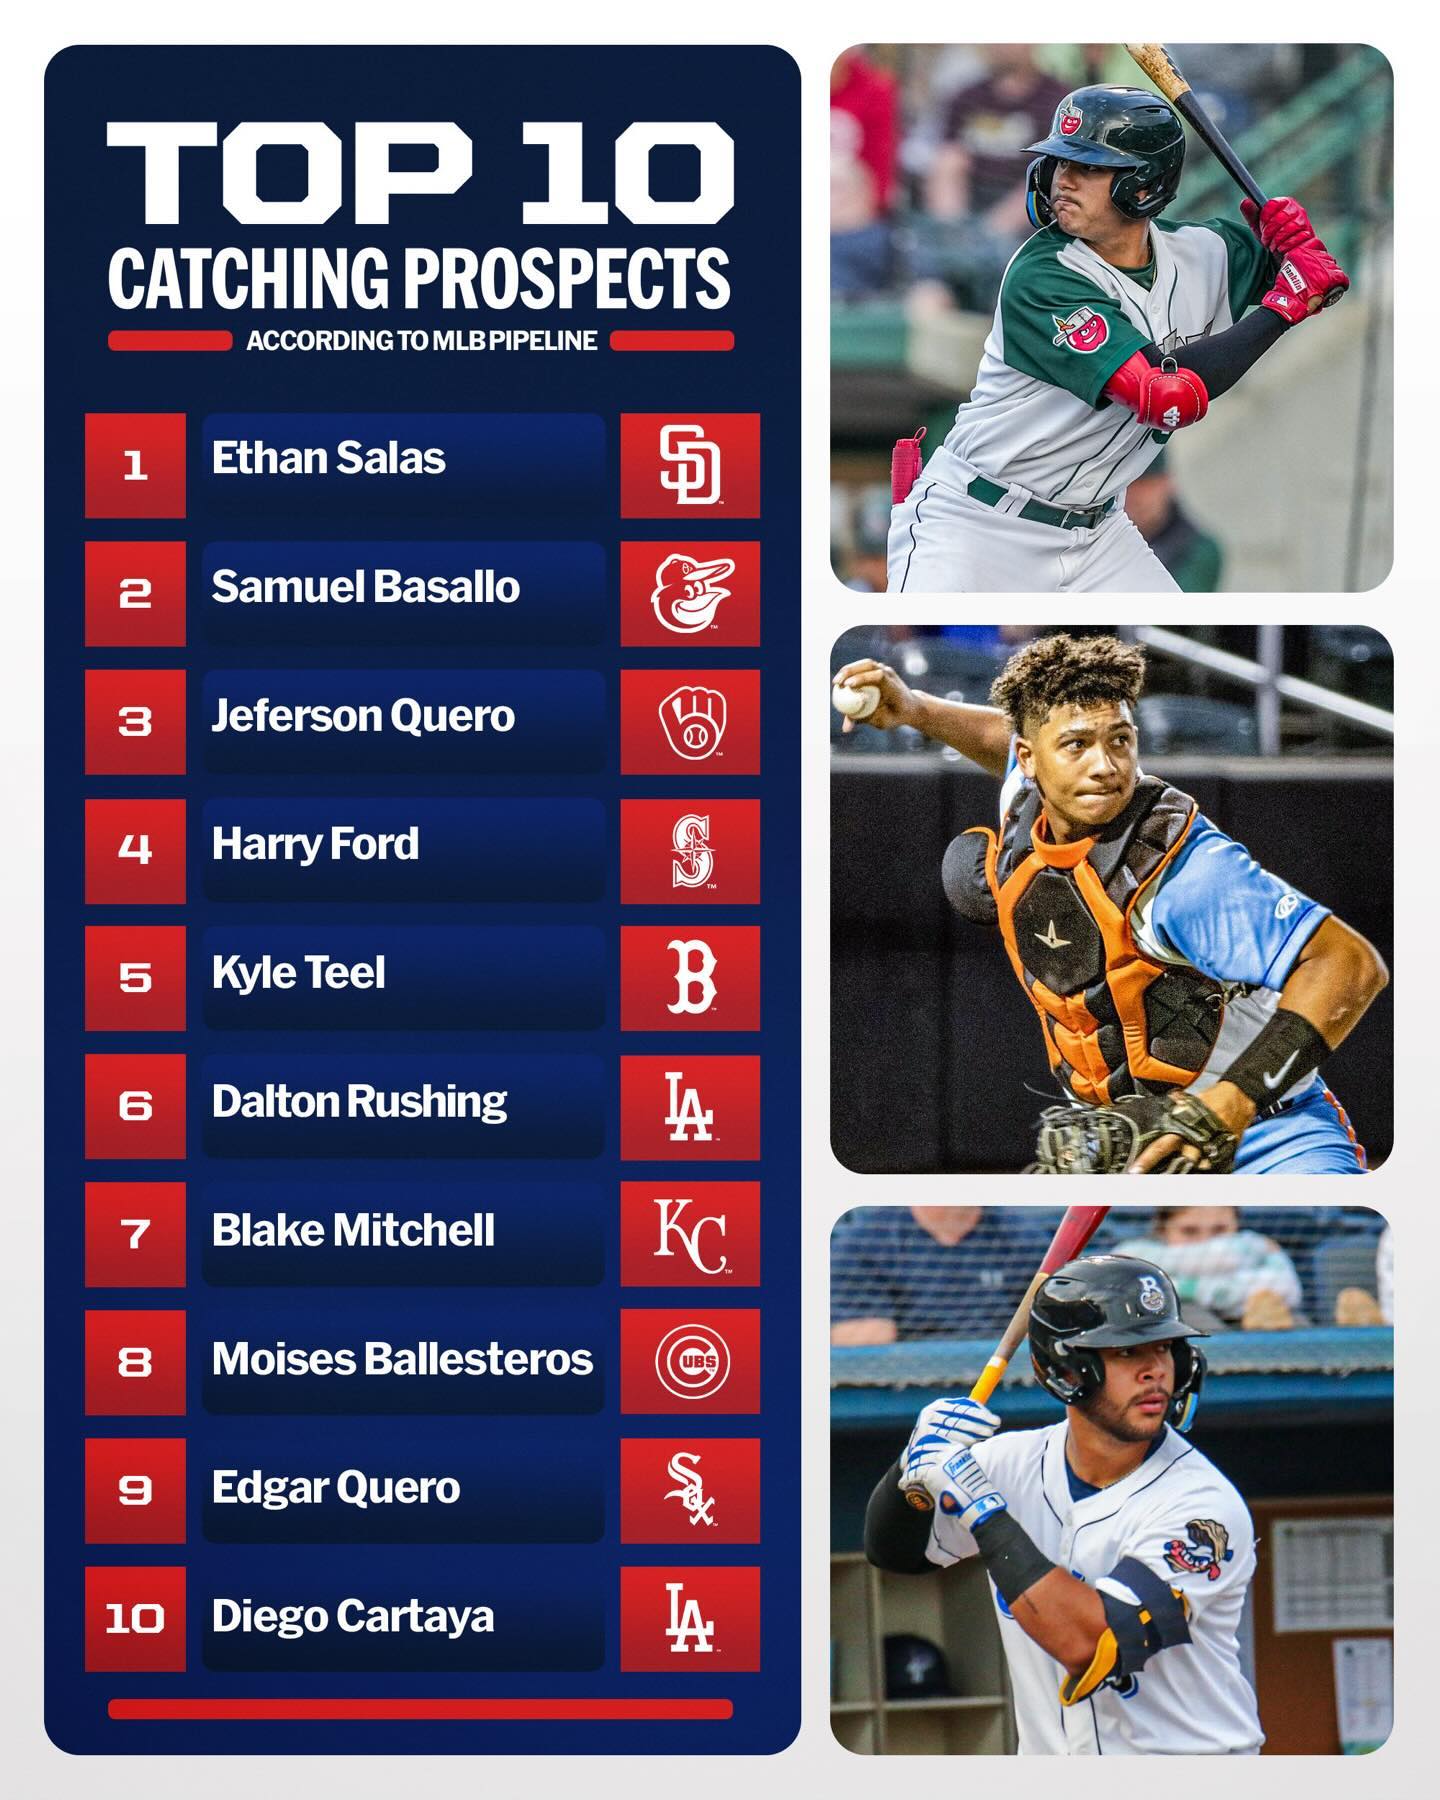 TOP 10
CATCHING PROSPECTS
ACCORDING TO MLB PIPELINE
1 Ethan Salas SD
2 Samuel Basallo
3 Jeferson Quero
4 Harry Ford S
5 Kyle Teel B
6 Dalton Rushing LA
7 Blake Mitchell KC
8 Moises Ballesteros CUBS
9 Edgar Quero Sox
10 Diego Cartaya LA
Franklin
Franklin